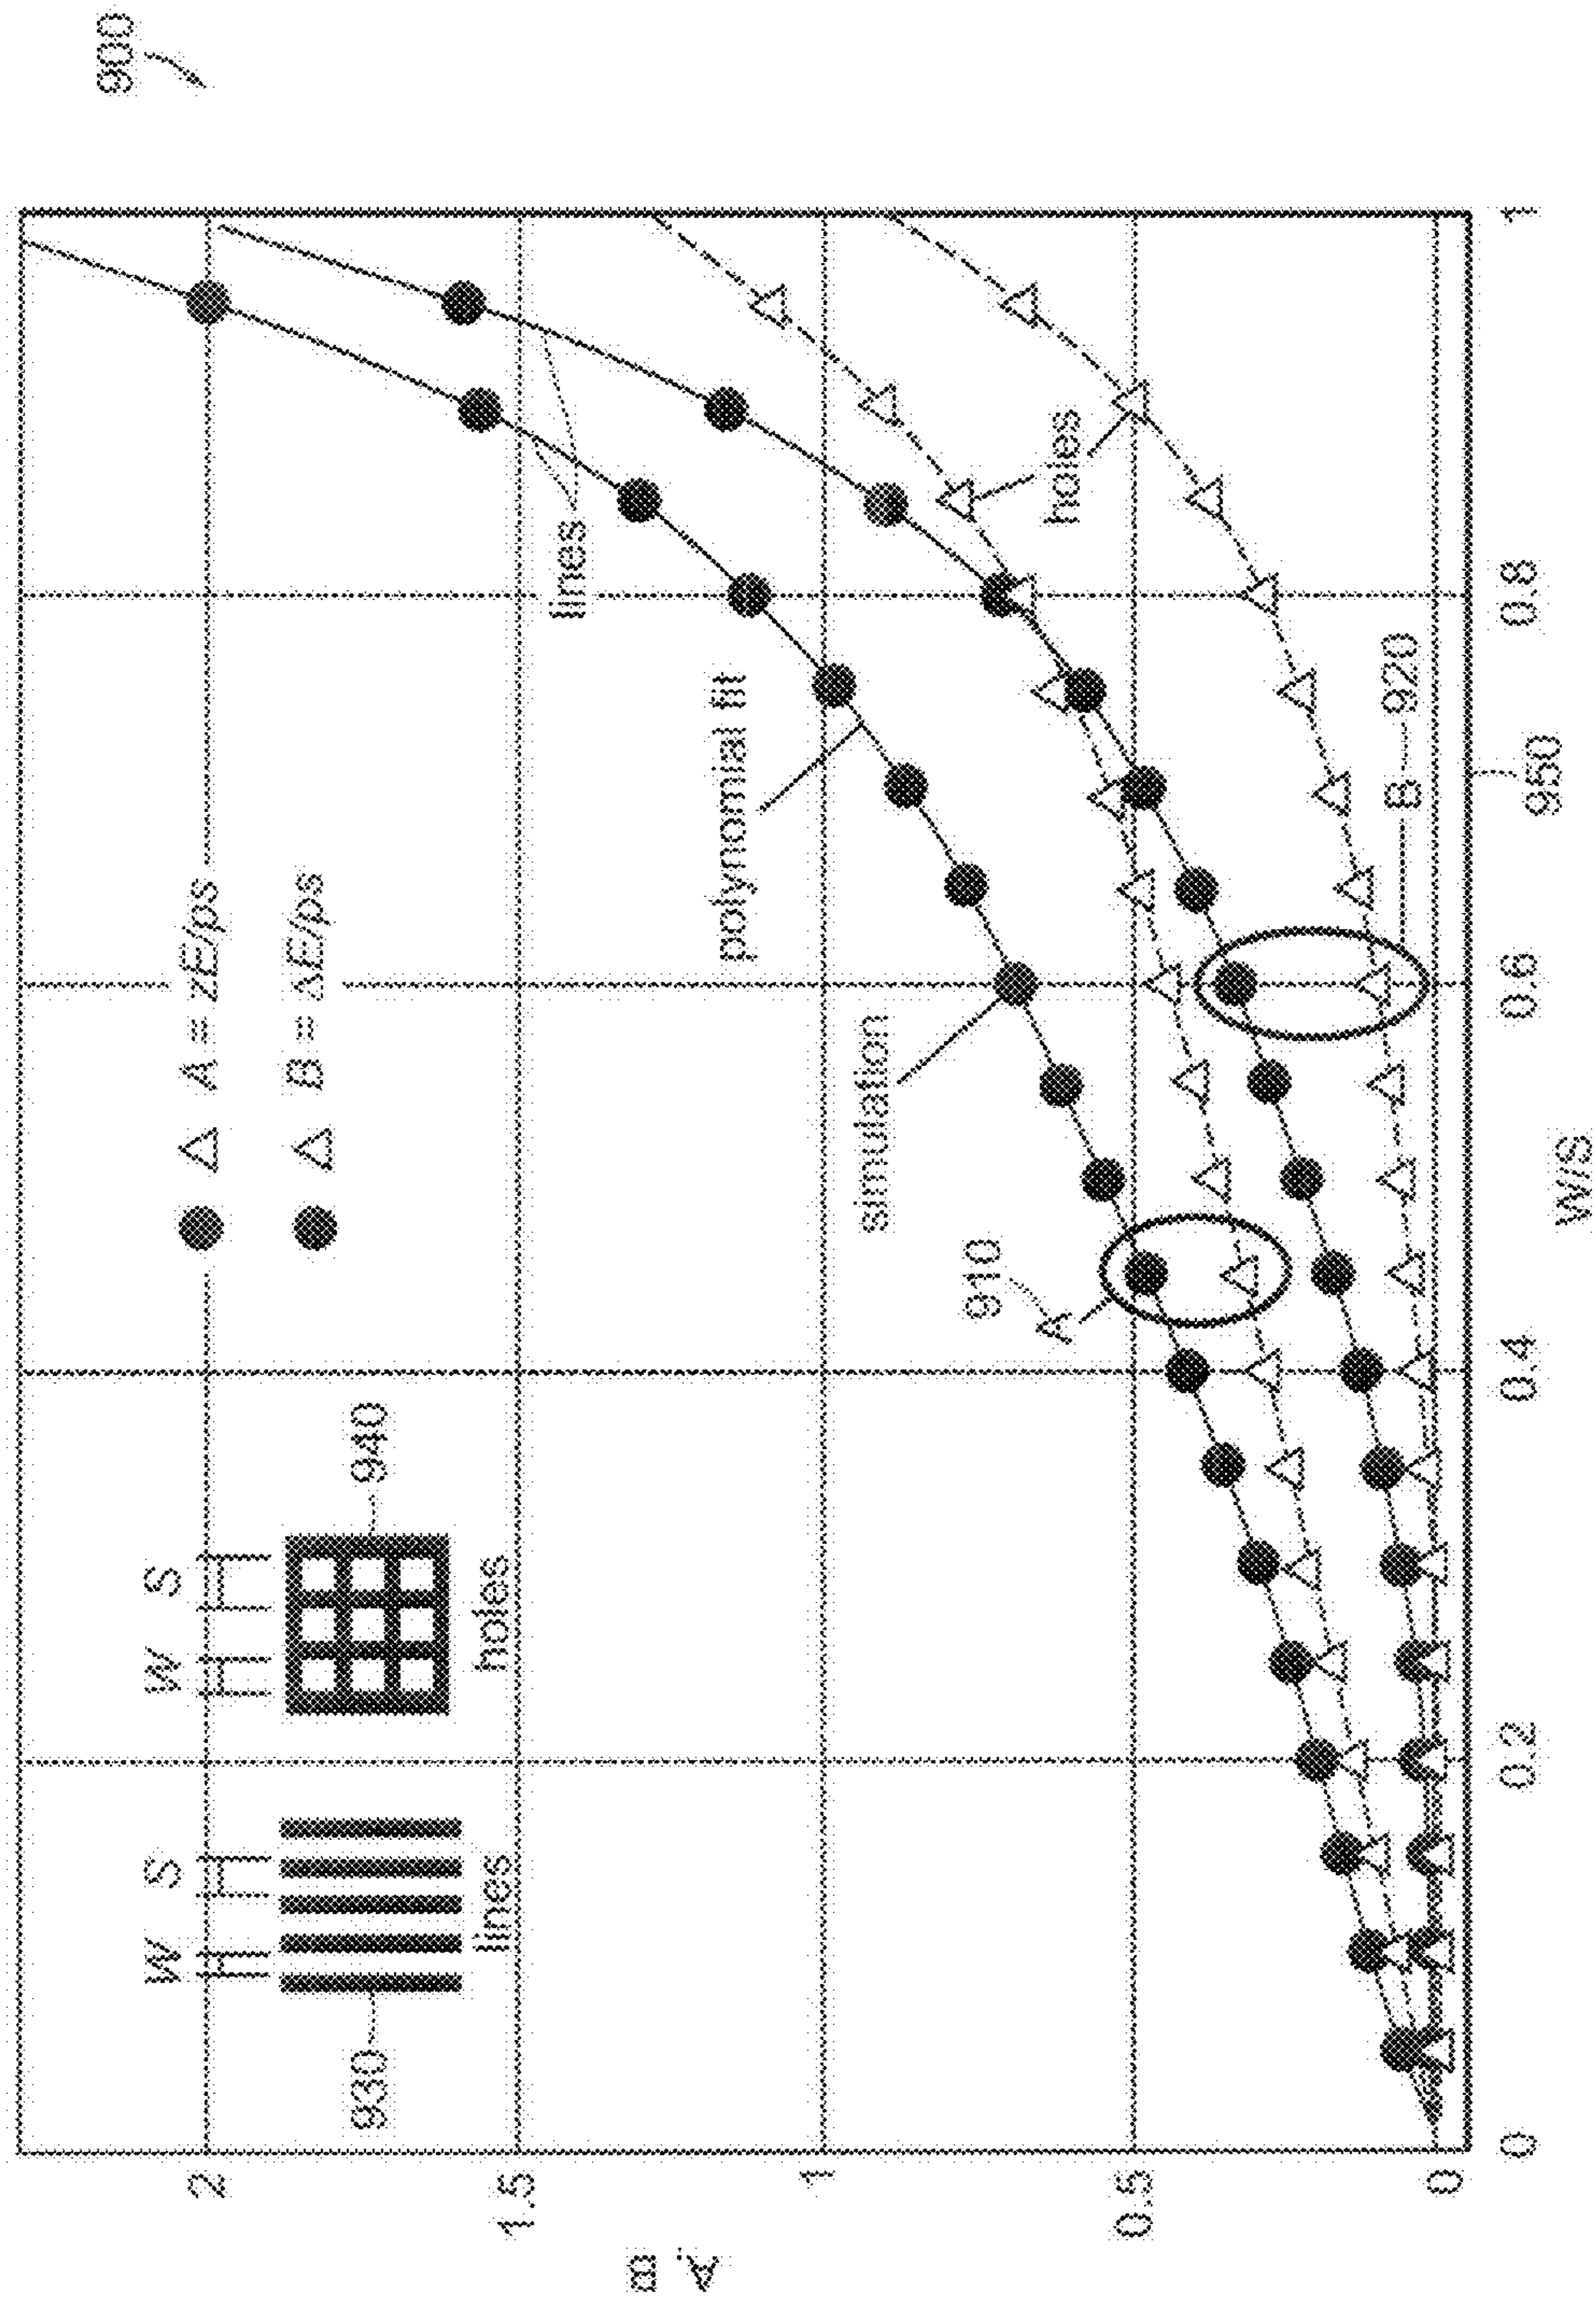 900
A, B
2
1.5
1
0.5
0
0
0.2
0.4
0.6
0.8
1
W/S
950
W S
930
lines
W S
940
holes
A = zE/ps
B = ΔE/ps
910
A
simulation
polynomial fit
lines
holes
B
920